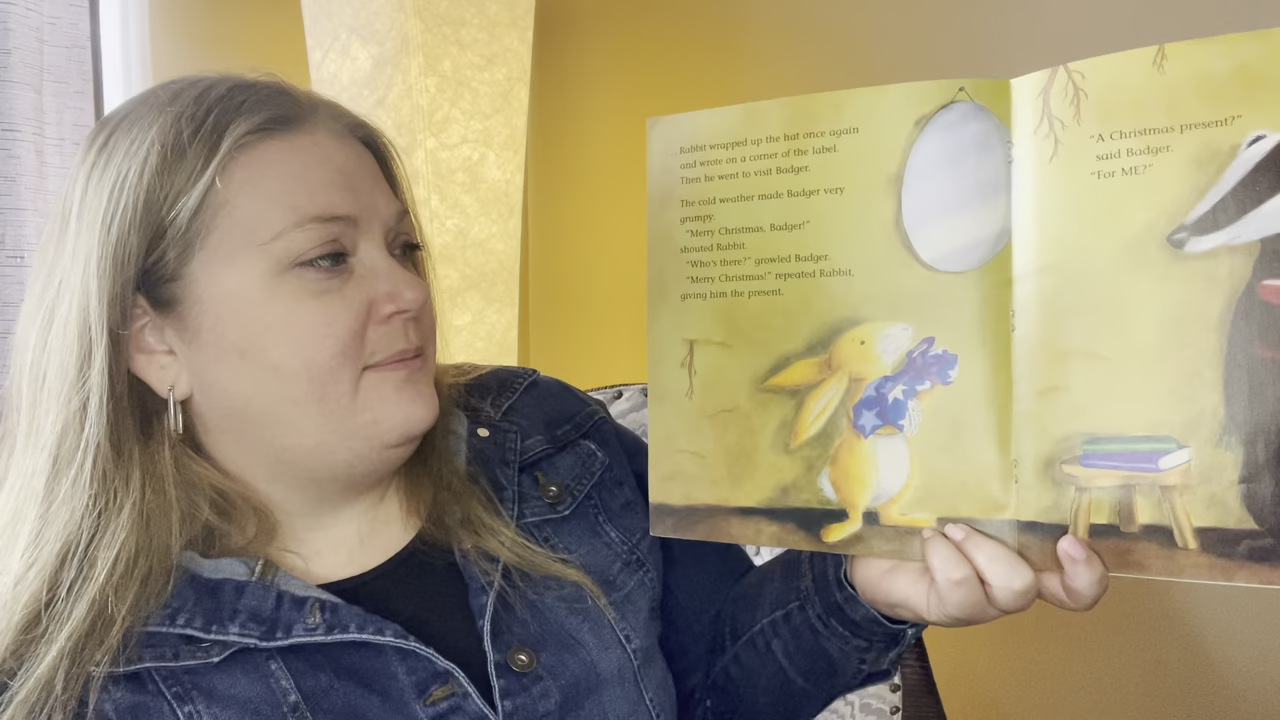 Rabbit wrapped up the hat once again
and wrote on a corner of the label.
Then he went to visit Badger.
The cold weather made Badger very
grumpy.
"Merry Christmas, Badger!"
shouted Rabbit.
"Who's there?" growled Badger.
"Merry Christmas!" repeated Rabbit,
giving him the present.
"A Christmas present?"
said Badger.
"For ME?"